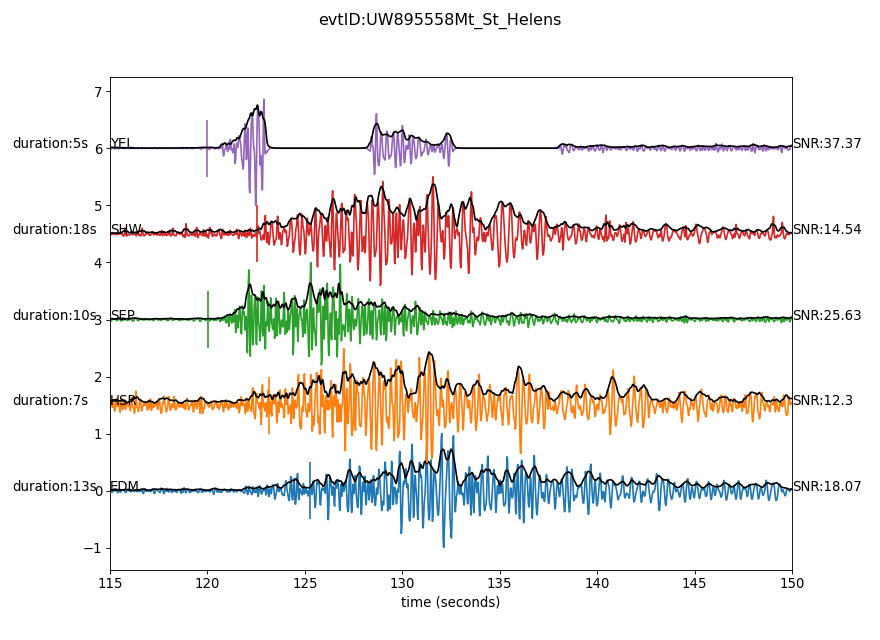 evtID:UW895558Mt_St_Helens
7
duration:5s YEL SNR:37.37
6
5
duration:18s SHW SNR:14.54
4
duration:10s SEP SNR:25.63
3
2
duration:7s HSR SNR:12.3
1
duration:13s EDM SNR:18.07
0
−1
115 120 125 130 135 140 145 150
time (seconds)